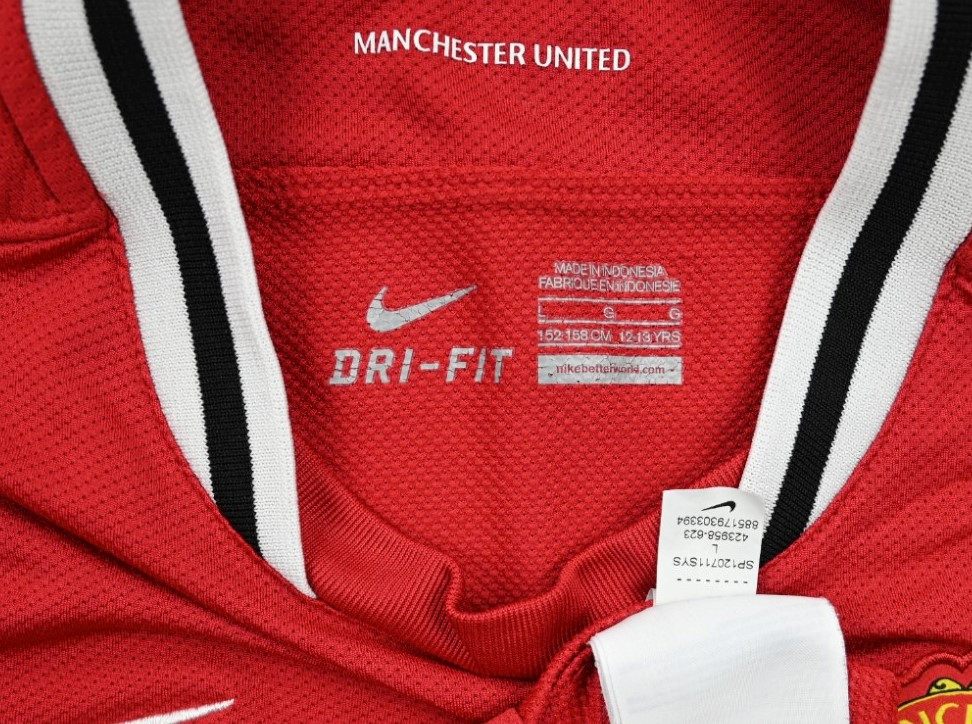 MANCHESTER UNITED
MADE IN INDONESIA
FABRIQUE EN INDONESIE
L G G
152-158 CM 12-13 YRS
DRI-FIT
nikebetterworld.com
885179303394
423958-623
L
SP120711SYS